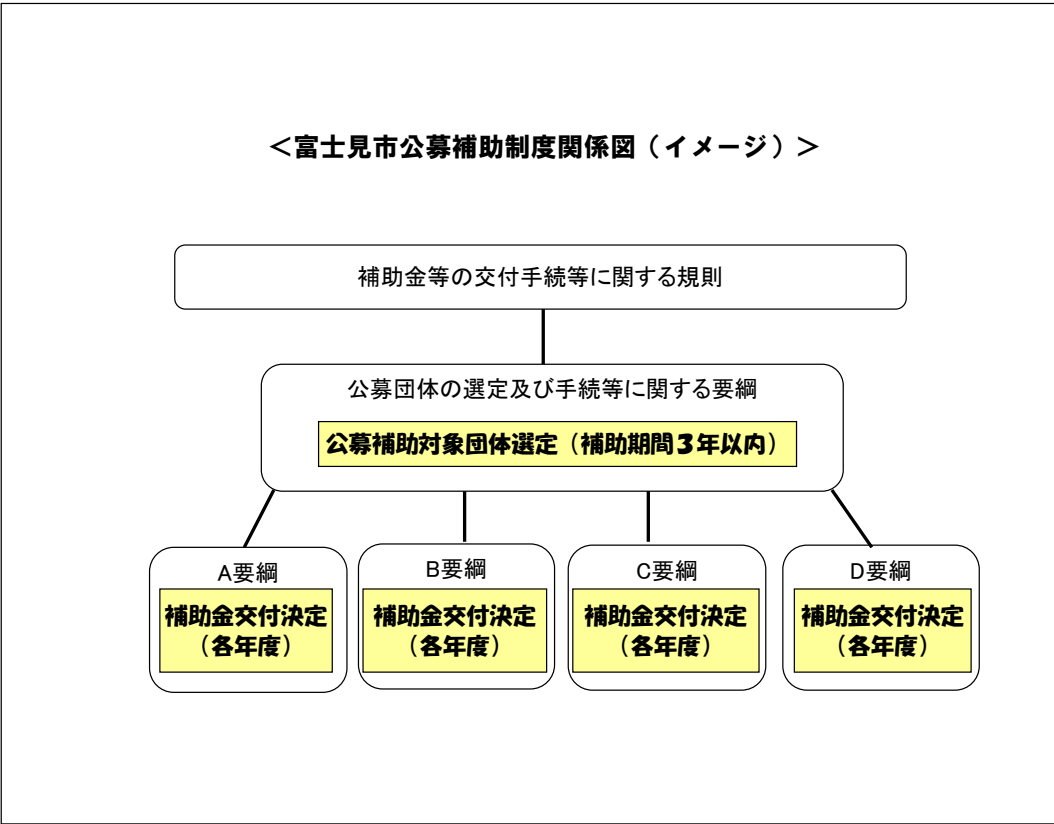 ＜富士見市公募補助制度関係図（イメージ）＞
補助金等の交付手続等に関する規則
公募団体の選定及び手続等に関する要綱
公募補助対象団体選定（補助期間３年以内）
A要綱
補助金交付決定
（各年度）
B要綱
補助金交付決定
（各年度）
C要綱
補助金交付決定
（各年度）
D要綱
補助金交付決定
（各年度）